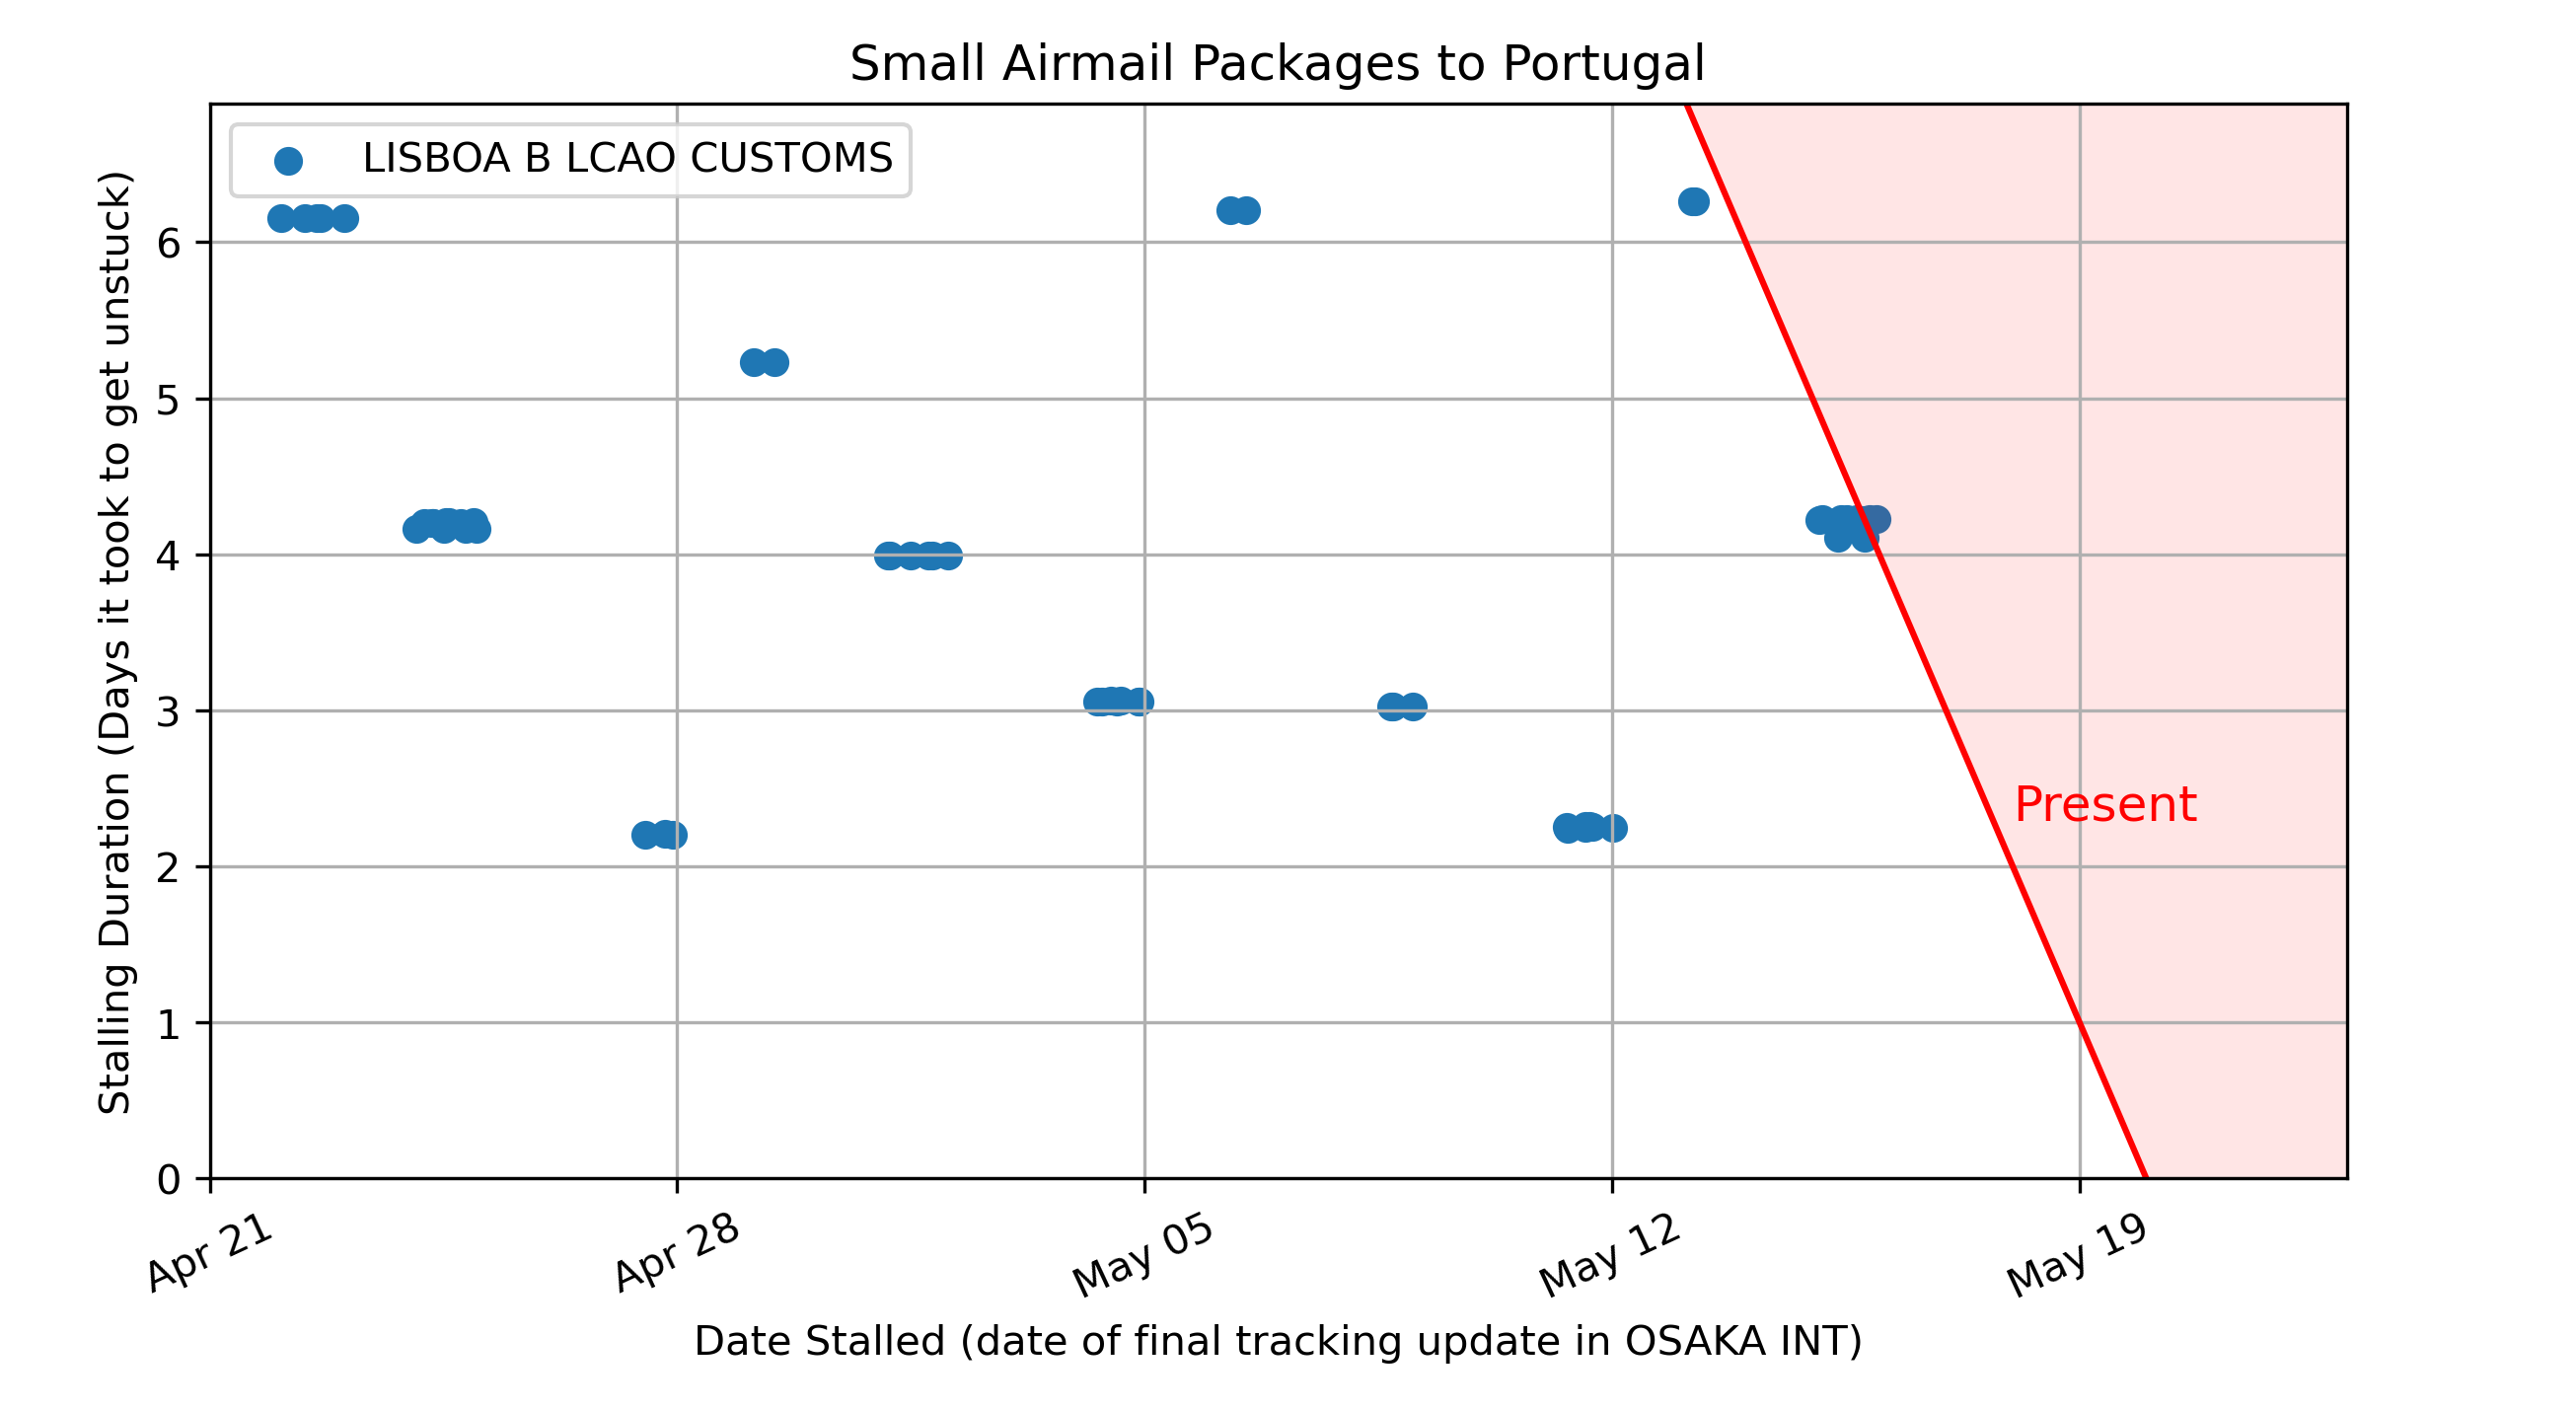 Small Airmail Packages to Portugal
LISBOA B LCAO CUSTOMS
Stalling Duration (Days it took to get unstuck)
6
5
4
3
2
1
0
Present
Apr 21
Apr 28
May 05
May 12
May 19
Date Stalled (date of final tracking update in OSAKA INT)